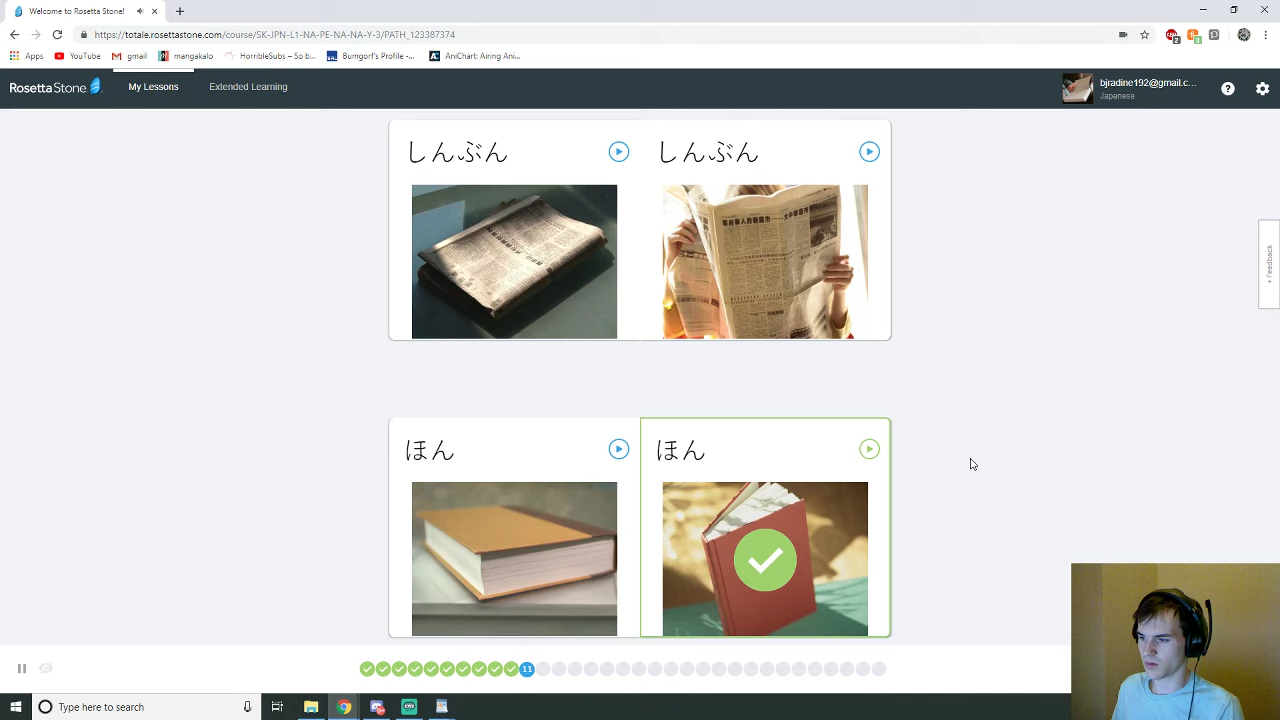 Welcome to Rosetta Stone!
https://totale.rosettastone.com/course/SK-JPN-L1-NA-PE-NA-NA-Y-3/PATH_123387374
Apps YouTube gmail mangakalo HorribleSubs – So b... Bumgorf's Profile -... AniChart: Airing Ani...
RosettaStone My Lessons Extended Learning
bjradine192@gmail.c...
Japanese
しんぶん しんぶん
+ Feedback
ほん ほん
11
Type here to search